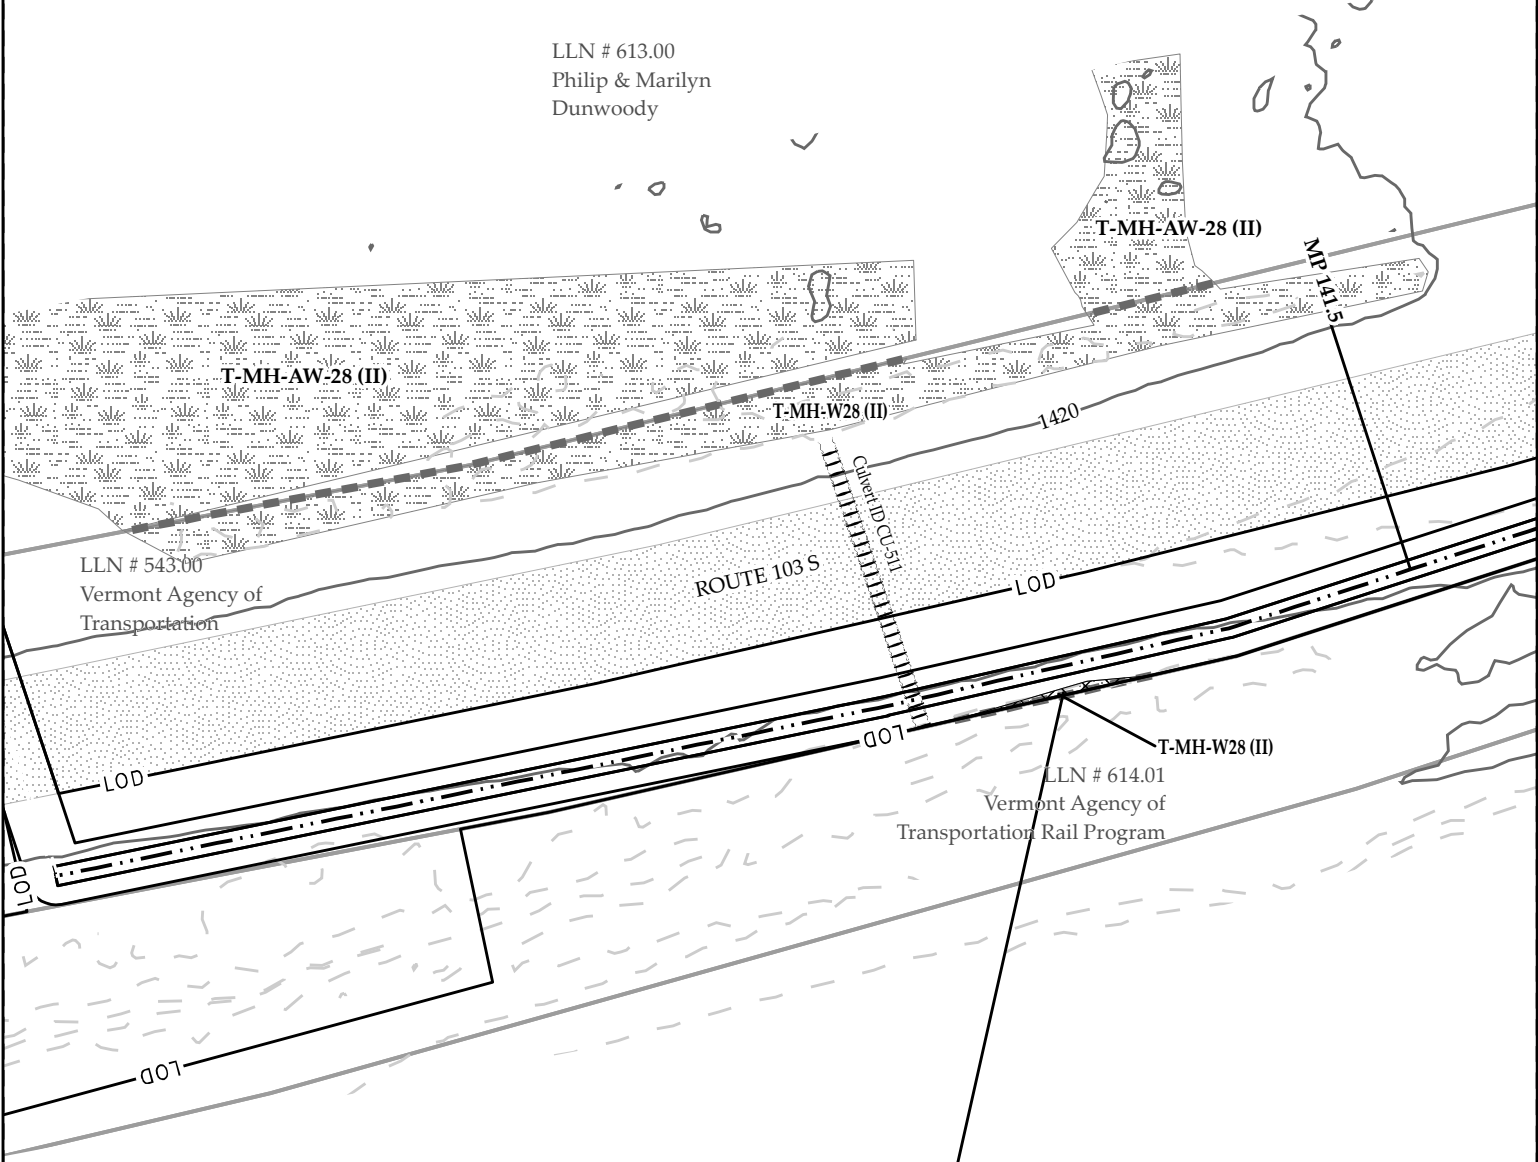 LLN # 613.00
Philip & Marilyn
Dunwoody
T-MH-AW-28 (II)
MP 141.5
T-MH-AW-28 (II)
T-MH-W28 (II)
1420
Culvert ID CU-511
LLN # 543.00
Vermont Agency of
Transportation
ROUTE 103 S
LOD
LOD
LOD
T-MH-W28 (II)
LLN # 614.01
Vermont Agency of
Transportation Rail Program
LOD
LOD